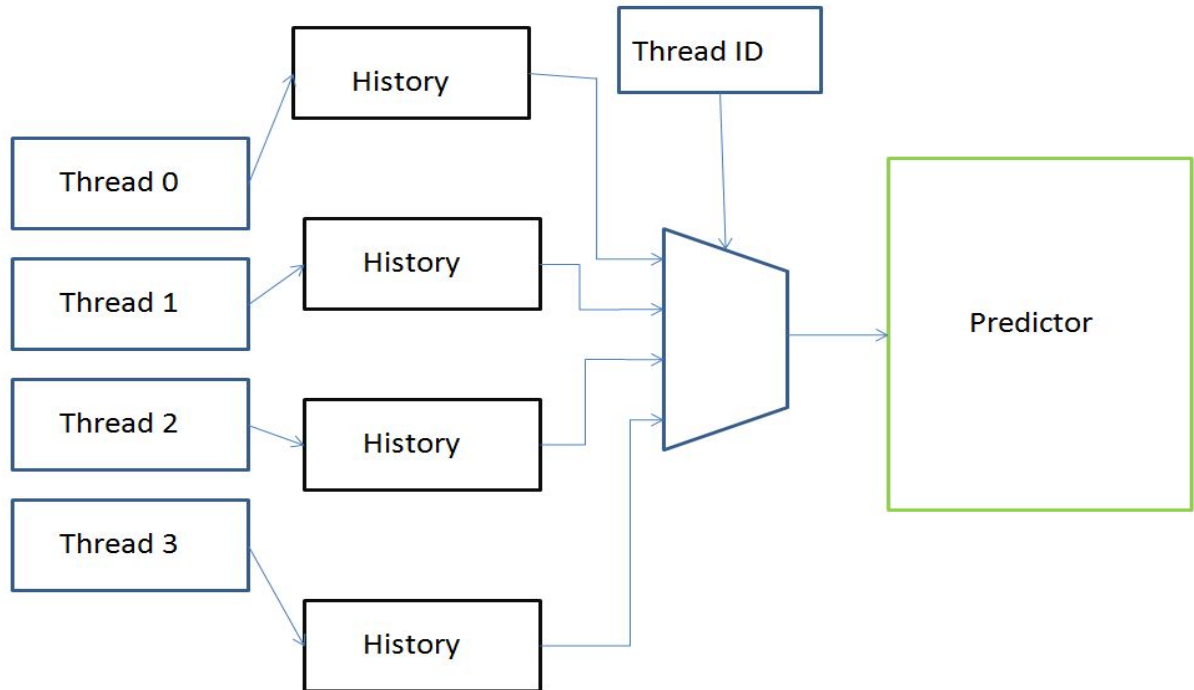 Thread ID
History
Thread 0
History
Thread 1
Predictor
Thread 2
History
Thread 3
History